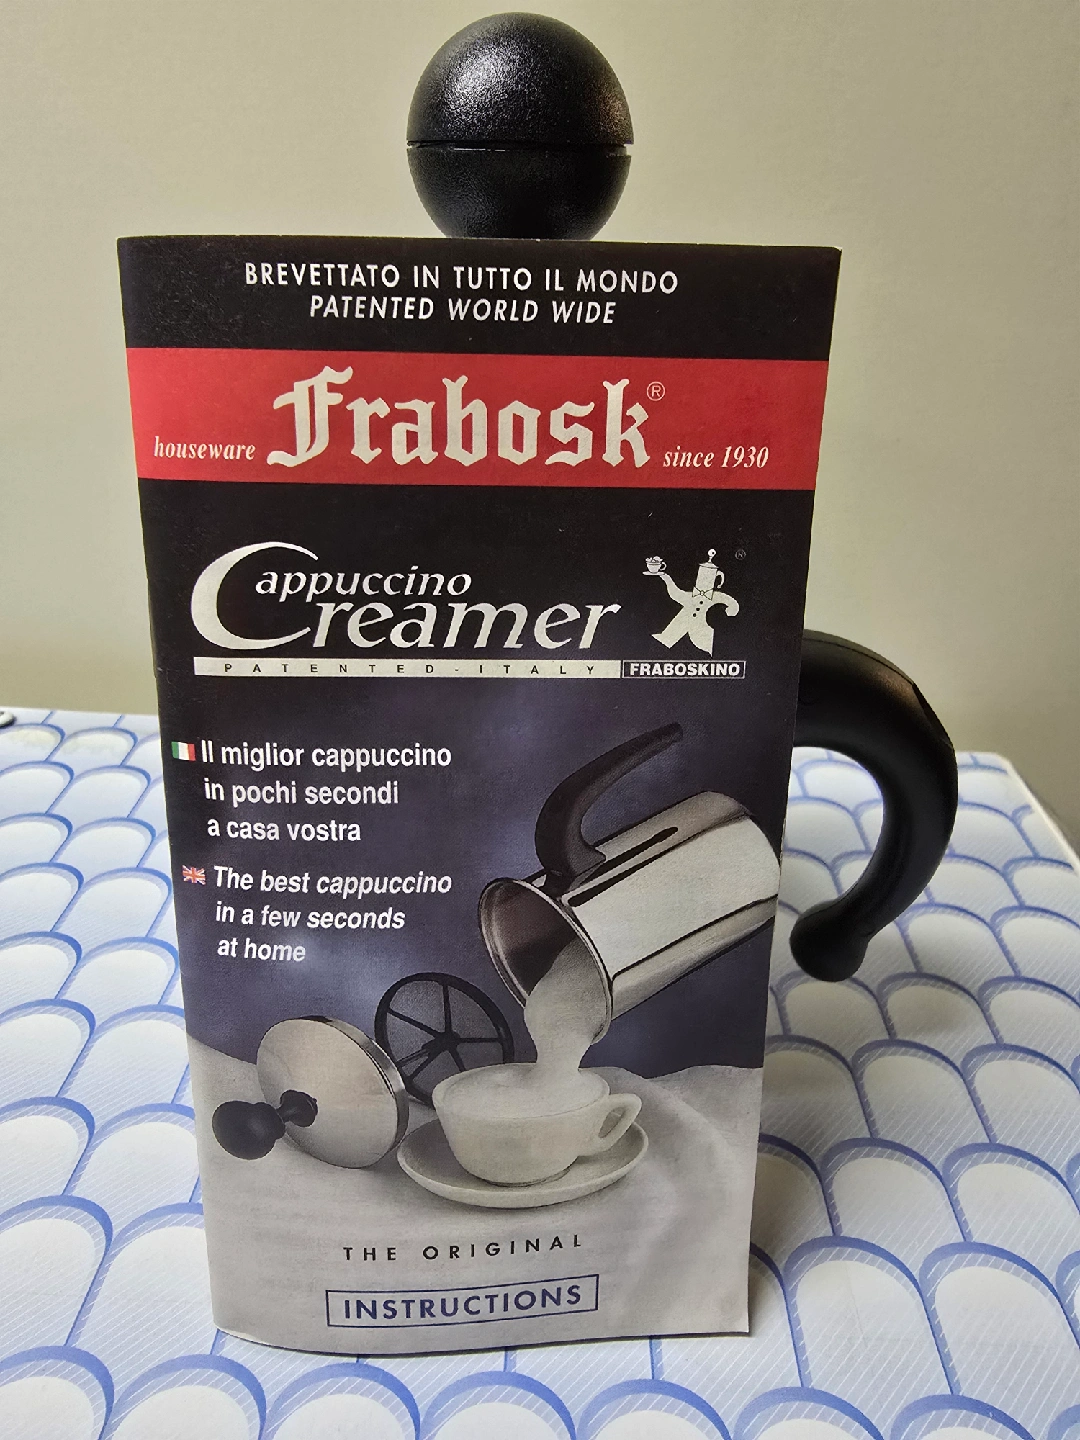 BREVETTATO IN TUTTO IL MONDO
PATENTED WORLD WIDE
houseware Frabosk® since 1930
Cappuccino
Creamer ®
PATENTED - ITALY FRABOSKINO
Il miglior cappuccino
in pochi secondi
a casa vostra
The best cappuccino
in a few seconds
at home
THE ORIGINAL
INSTRUCTIONS